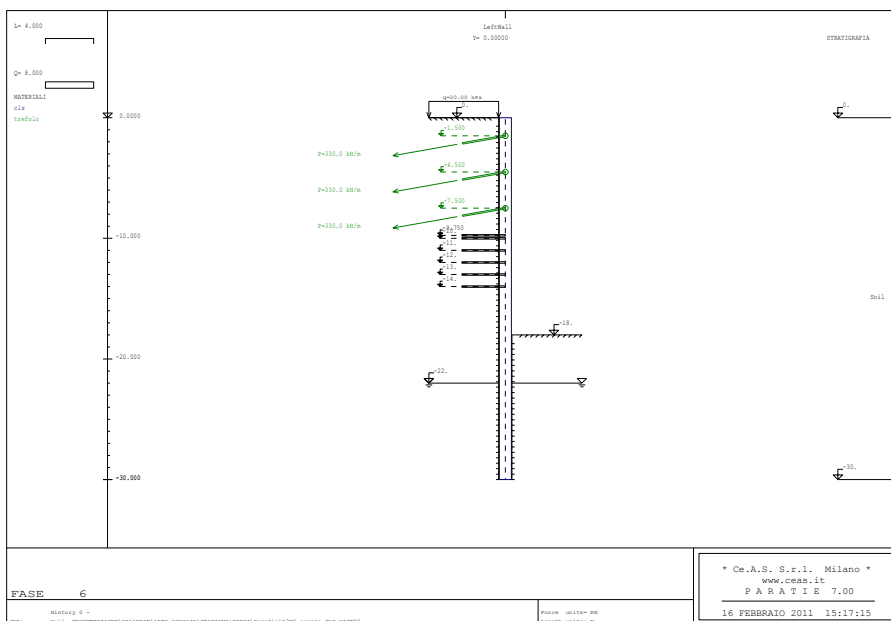 L= 4.000
Q= 8.000
MATERIALI
cls
trefolo
LeftWall
Y= 0.00000
STRATIGRAFIA
q=20.00 kPa
0.
0.
0.0000
-1.500
P=330.0 kN/m
-4.500
P=330.0 kN/m
-7.500
P=330.0 kN/m
-9.750
-10.
-10.000
-11.
-12.
-13.
-14.
Soil
-18.
-20.000
-22.
-30.
-30.000
* Ce.A.S. S.r.l. Milano *
www.ceas.it
P A R A T I E 7.00
16 FEBBRAIO 2011 15:17:15
FASE 6
History 0 -
Force units= KN